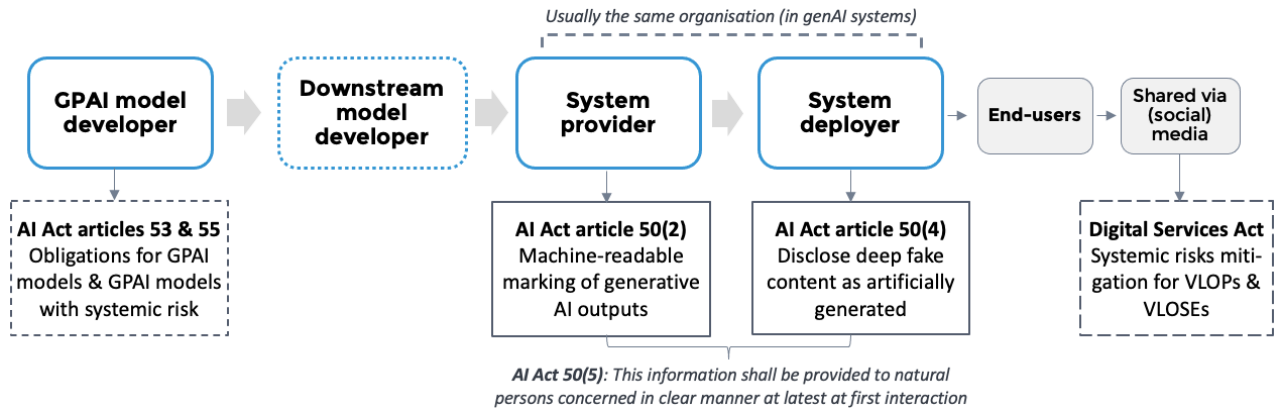 Usually the same organisation (in genAI systems)
GPAI model
developer
Downstream
model
developer
System
provider
System
deployer
End-users
Shared via
(social)
media
AI Act articles 53 & 55
Obligations for GPAI
models & GPAI models
with systemic risk
AI Act article 50(2)
Machine-readable
marking of generative
AI outputs
AI Act article 50(4)
Disclose deep fake
content as artificially
generated
Digital Services Act
Systemic risks miti-
gation for VLOPs &
VLOSEs
AI Act 50(5): This information shall be provided to natural
persons concerned in clear manner at latest at first interaction